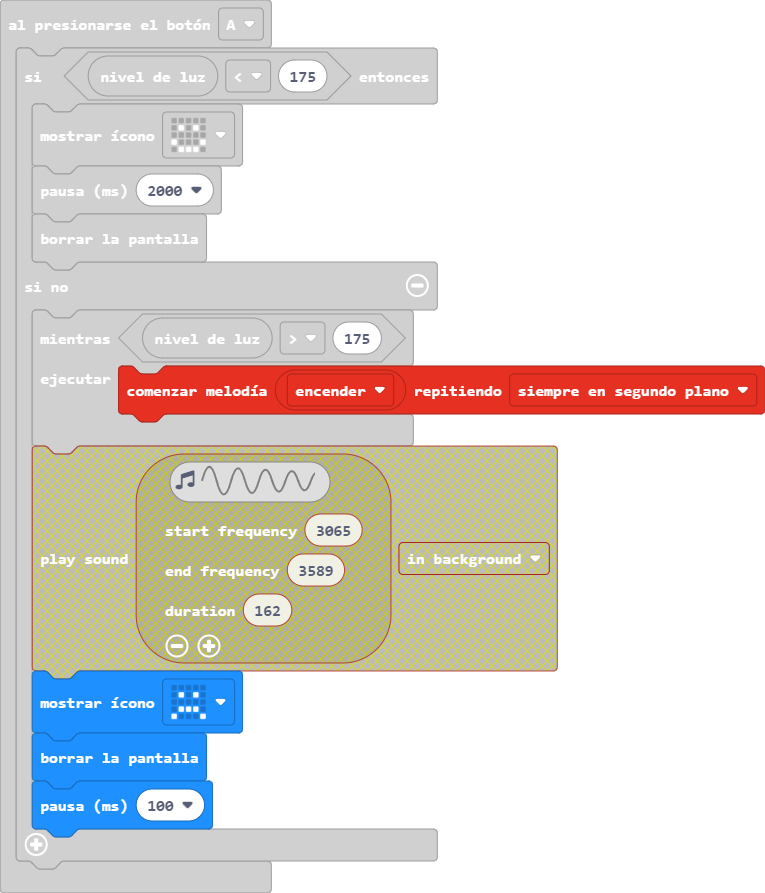 al presionarse el botón A
si nivel de luz < 175 entonces
mostrar ícono
pausa (ms) 2000
borrar la pantalla
si no
mientras nivel de luz > 175
ejecutar comenzar melodía encender repitiendo siempre en segundo plano
start frequency 3065
play sound in background
end frequency 3589
duration 162
mostrar ícono
borrar la pantalla
pausa (ms) 100